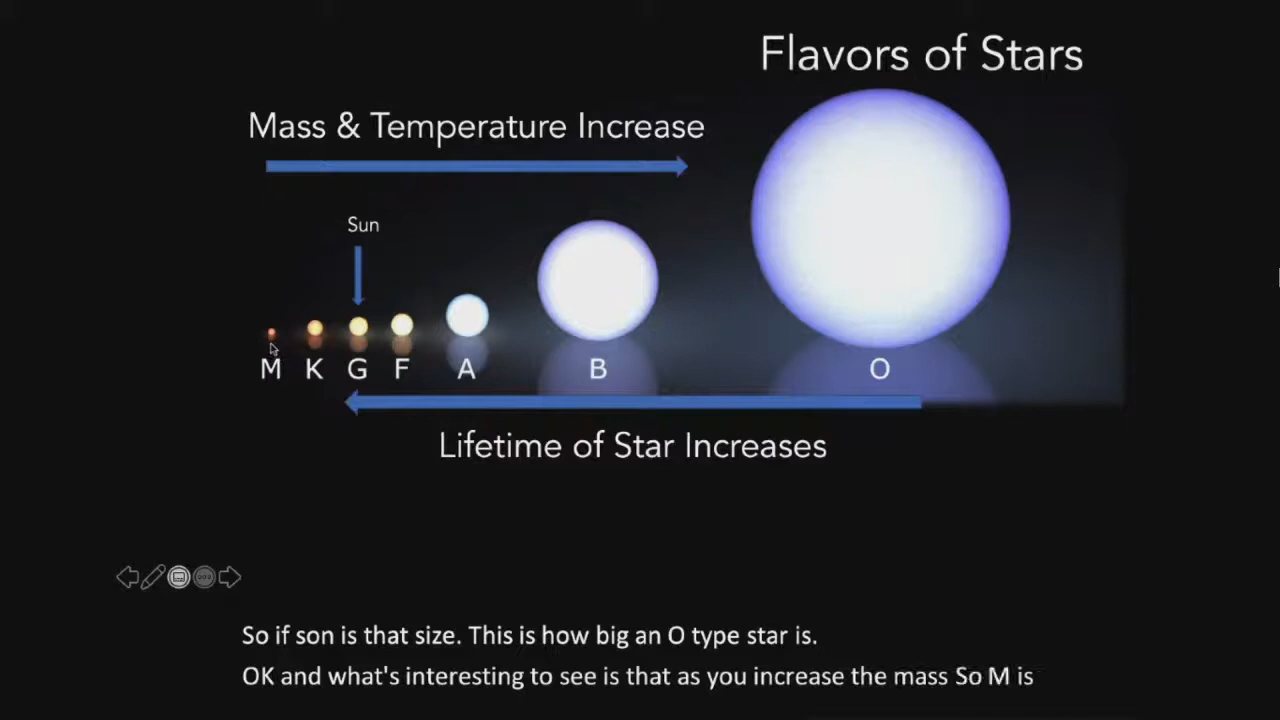 Flavors of Stars
Mass & Temperature Increase
Sun
M K G F A B O
Lifetime of Star Increases
So if son is that size. This is how big an O type star is.
OK and what's interesting to see is that as you increase the mass So M is